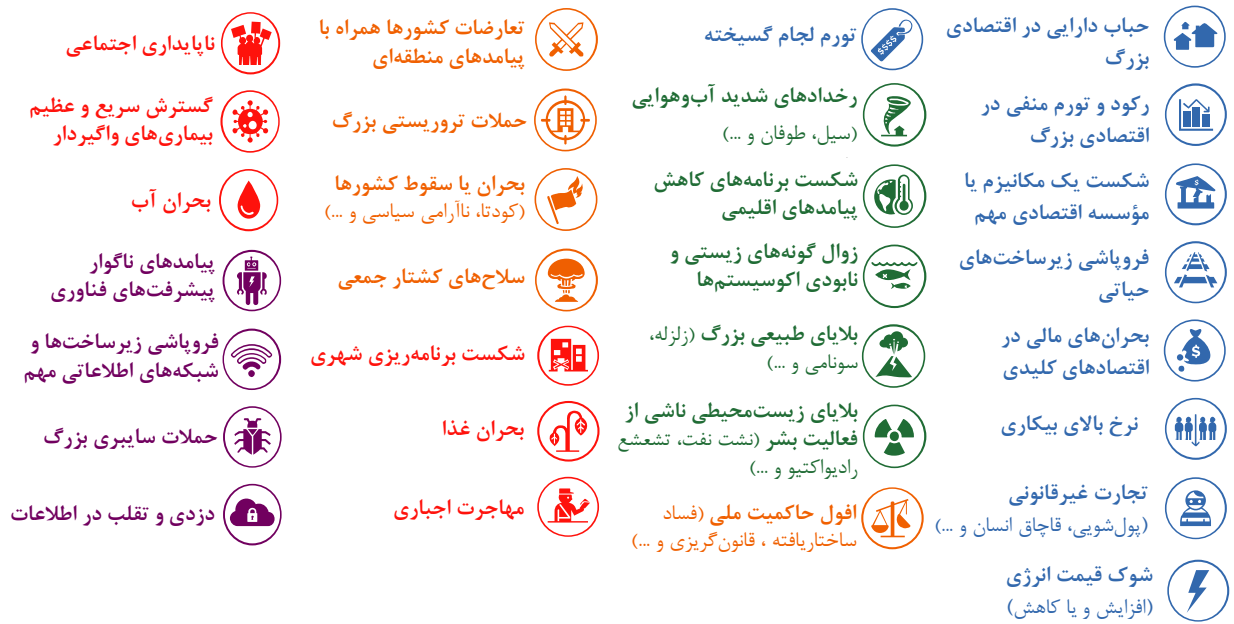 حباب دارایی در اقتصادی
بزرگ
رکود و تورم منفی در
اقتصادی بزرگ
شکست یک مکانیزم یا
مؤسسه اقتصادی مهم
فروپاشی زیرساخت‌های
حیاتی
بحران‌های مالی در
اقتصادهای کلیدی
نرخ بالای بیکاری
تجارت غیرقانونی
(پول‌شویی، قاچاق انسان و ...)
شوک قیمت انرژی
(افزایش و یا کاهش)
تورم لجام گسیخته
$$$$
رخدادهای شدید آب‌وهوایی
(سیل، طوفان و ...)
شکست برنامه‌های کاهش
پیامدهای اقلیمی
زوال گونه‌های زیستی و
نابودی اکوسیستم‌ها
بلایای طبیعی بزرگ (زلزله،
سونامی و ...)
بلایای زیست‌محیطی ناشی از
فعالیت بشر (نشت نفت، تشعشع
رادیواکتیو و ...)
افول حاکمیت ملی (فساد
ساختاریافته ، قانون‌گریزی و ...)
تعارضات کشورها همراه با
پیامدهای منطقه‌ای
حملات تروریستی بزرگ
بحران یا سقوط کشورها
(کودتا، ناآرامی سیاسی و ...)
سلاح‌های کشتار جمعی
شکست برنامه‌ریزی شهری
بحران غذا
مهاجرت اجباری
ناپایداری اجتماعی
گسترش سریع و عظیم
بیماری‌های واگیردار
بحران آب
پیامدهای ناگوار
پیشرفت‌های فناوری
فروپاشی زیرساخت‌ها و
شبکه‌های اطلاعاتی مهم
حملات سایبری بزرگ
دزدی و تقلب در اطلاعات